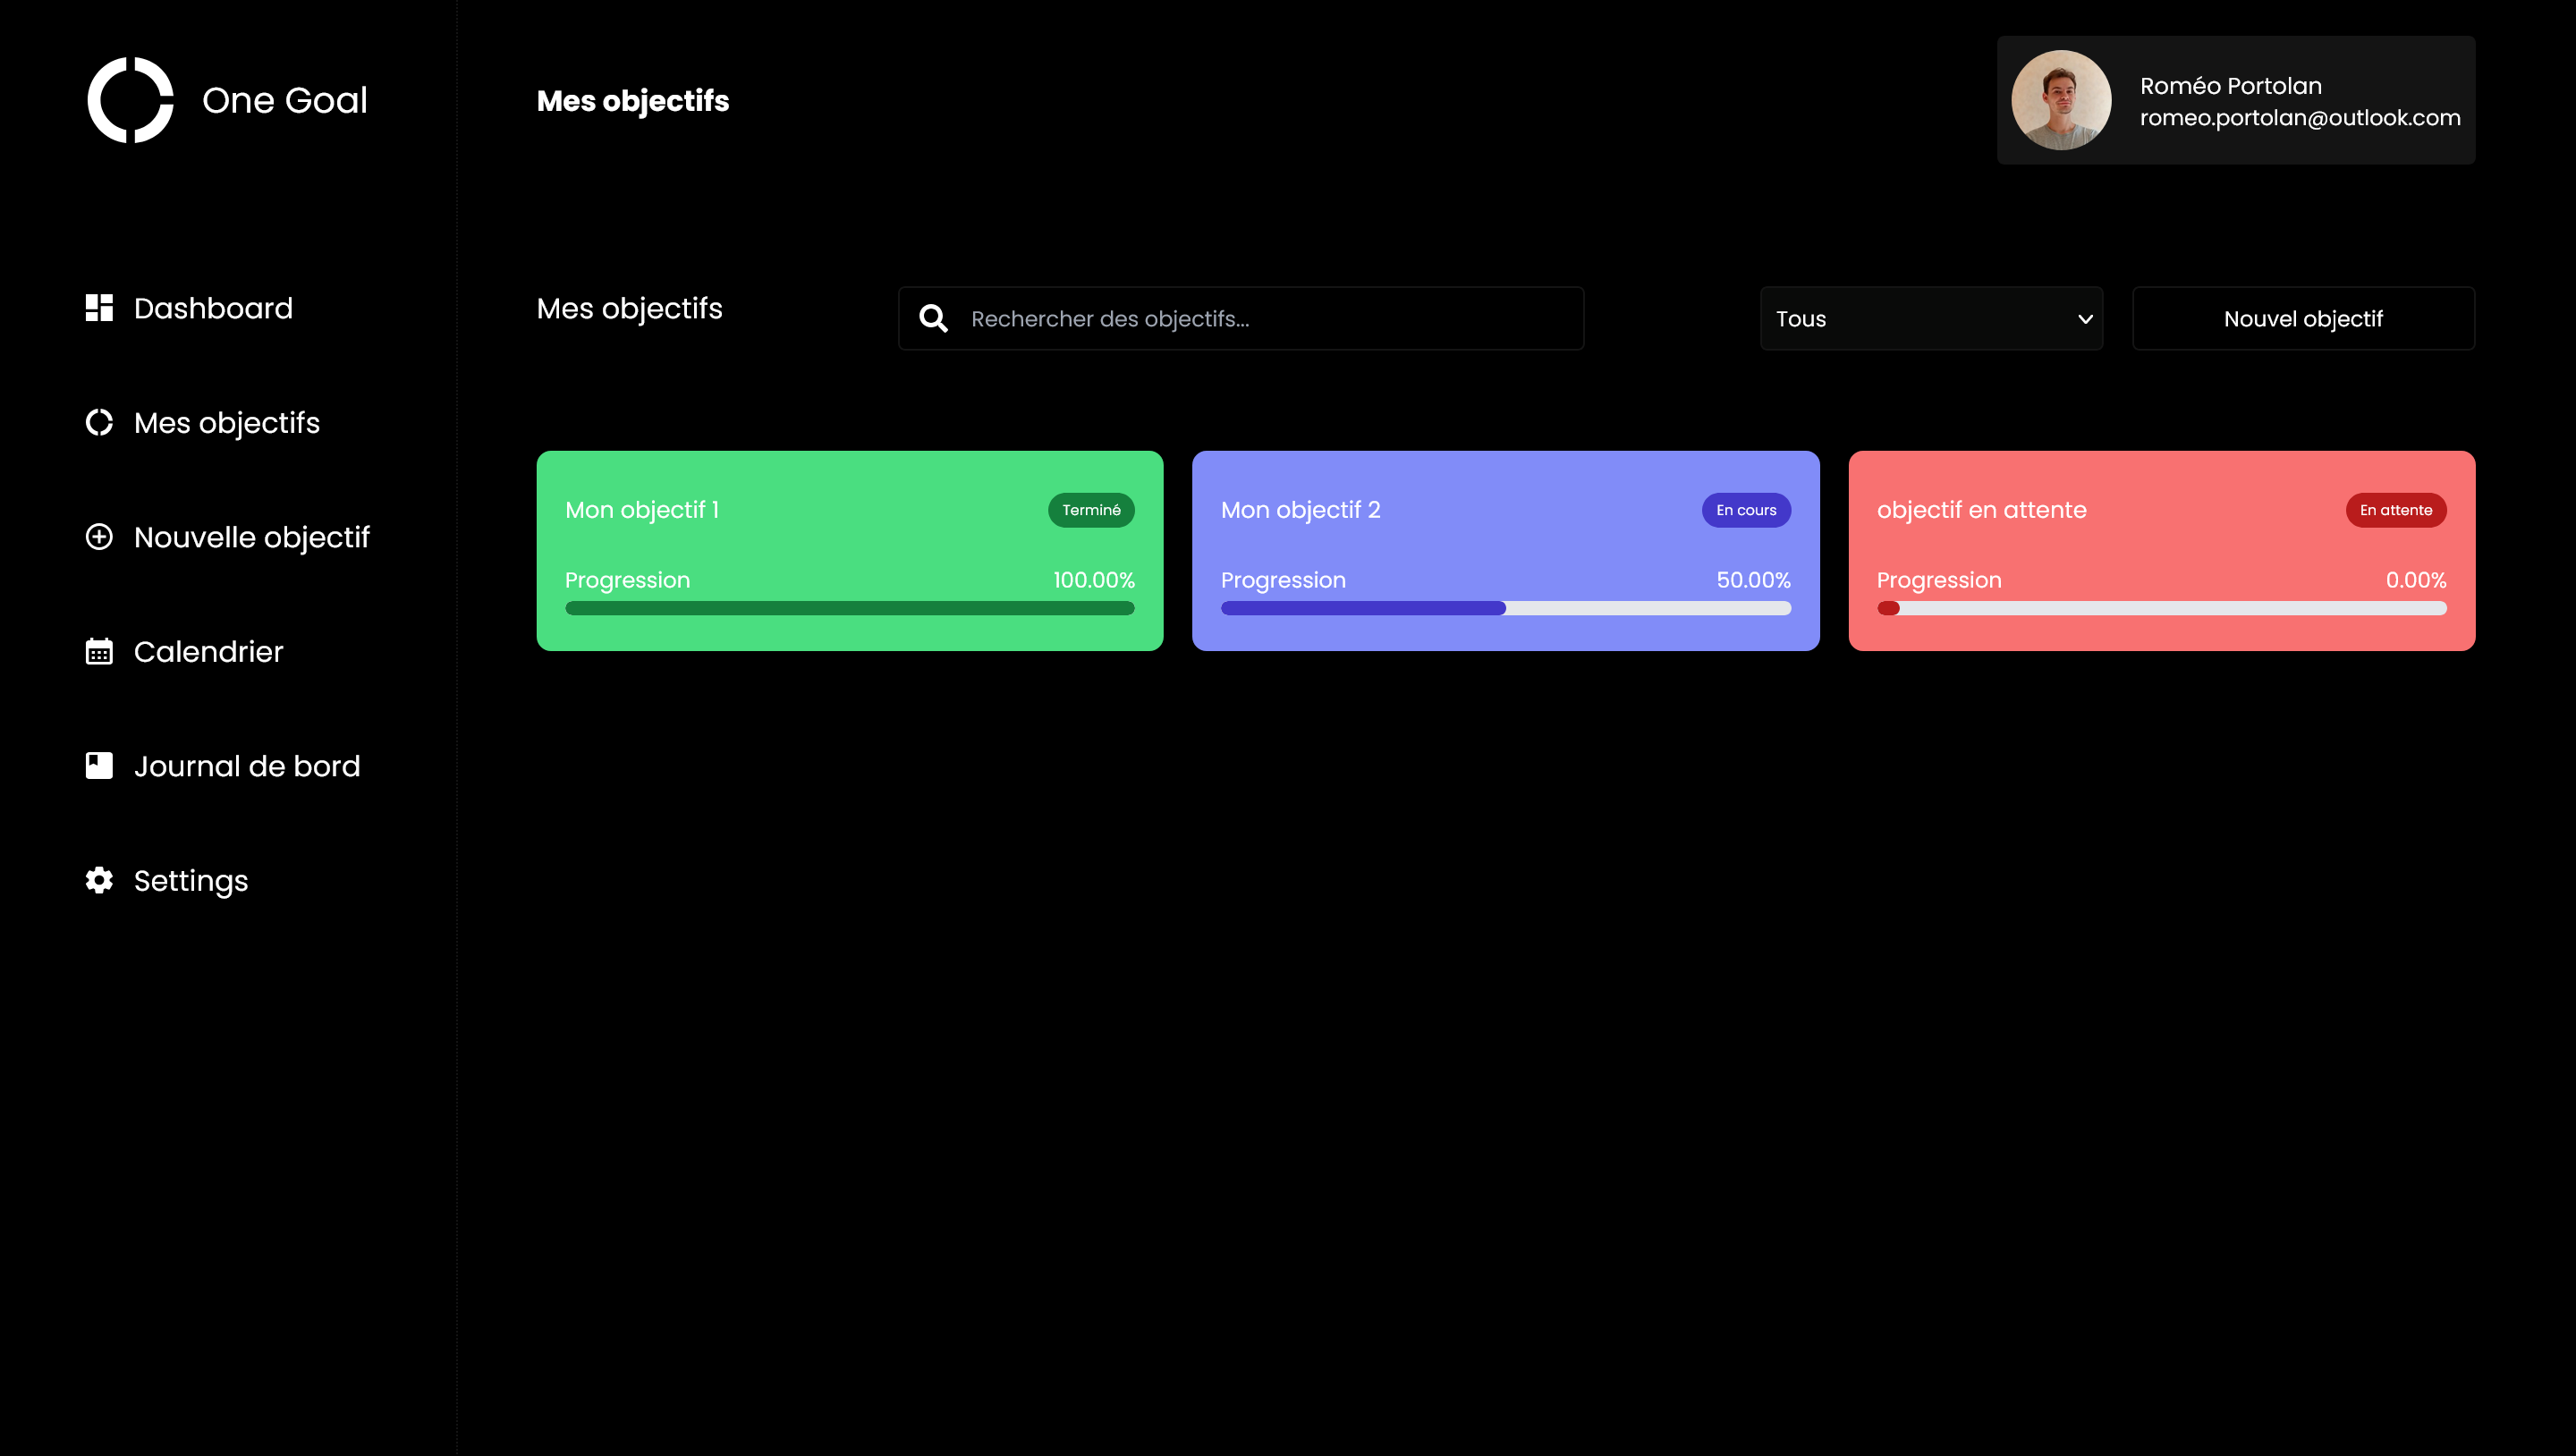 One Goal
Mes objectifs
Roméo Portolan
romeo.portolan@outlook.com
Dashboard
Mes objectifs
Nouvelle objectif
Calendrier
Journal de bord
Settings
Mes objectifs
Rechercher des objectifs...
Tous
Nouvel objectif
Mon objectif 1
Terminé
Progression
100.00%
Mon objectif 2
En cours
Progression
50.00%
objectif en attente
En attente
Progression
0.00%